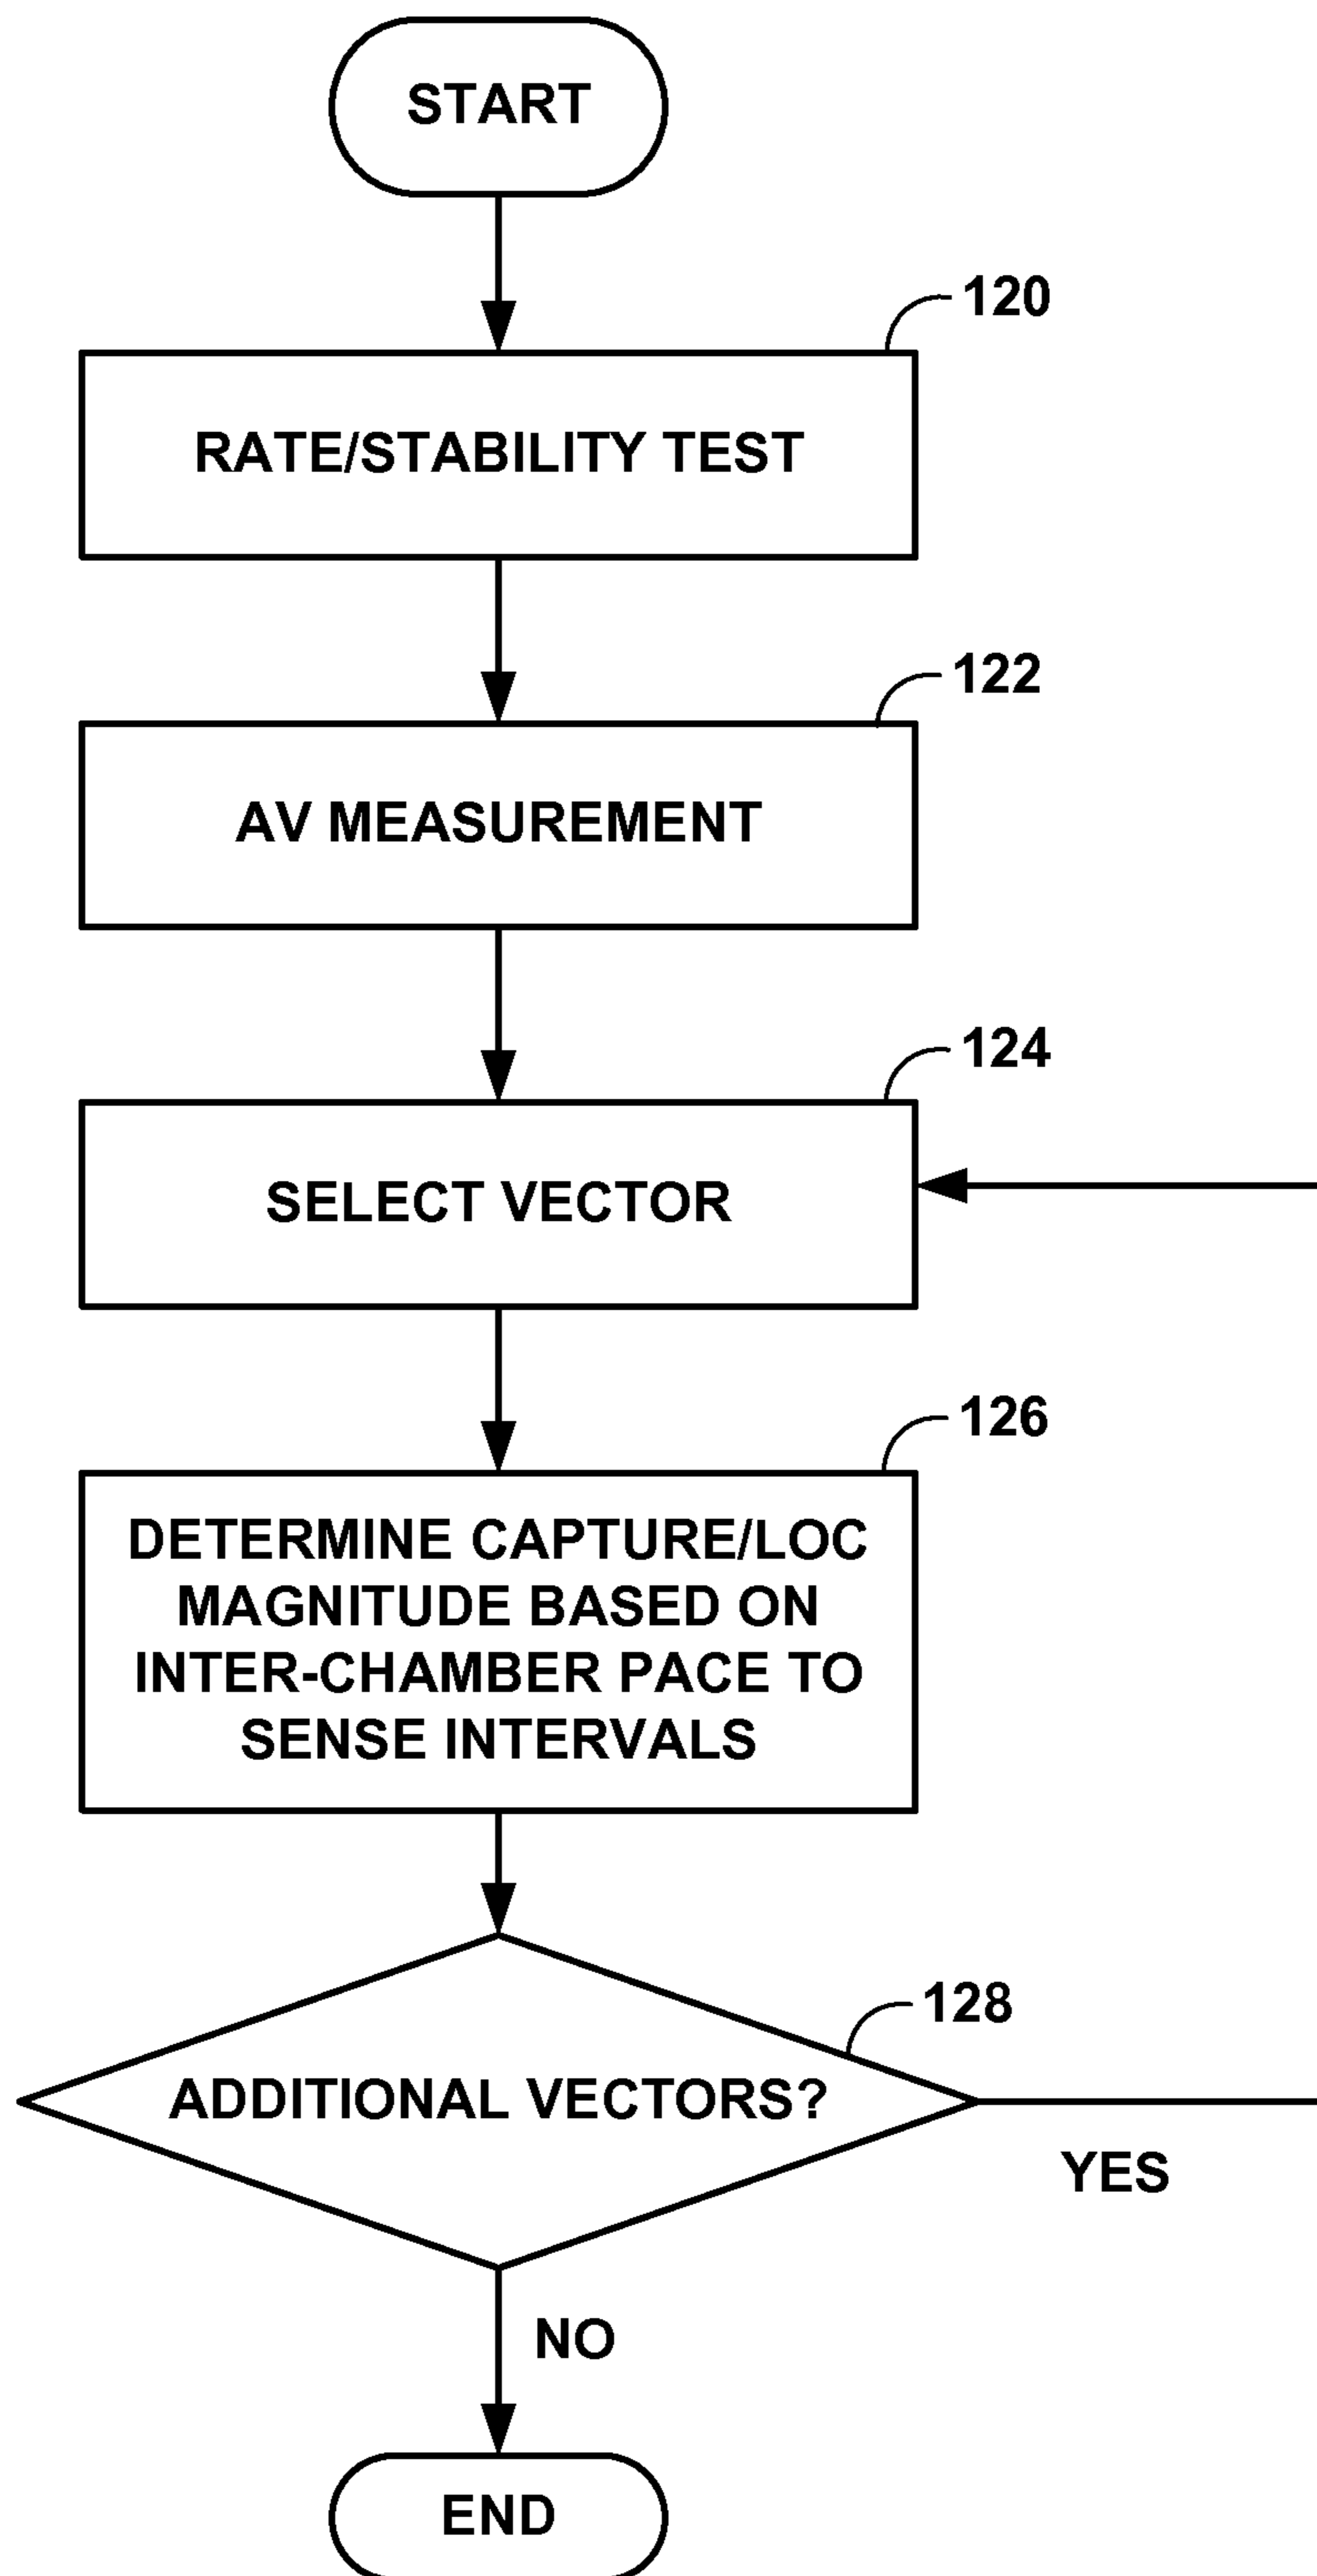 START
120
RATE/STABILITY TEST
122
AV MEASUREMENT
124
SELECT VECTOR
126
DETERMINE CAPTURE/LOC
MAGNITUDE BASED ON
INTER-CHAMBER PACE TO
SENSE INTERVALS
128
ADDITIONAL VECTORS?
YES
NO
END